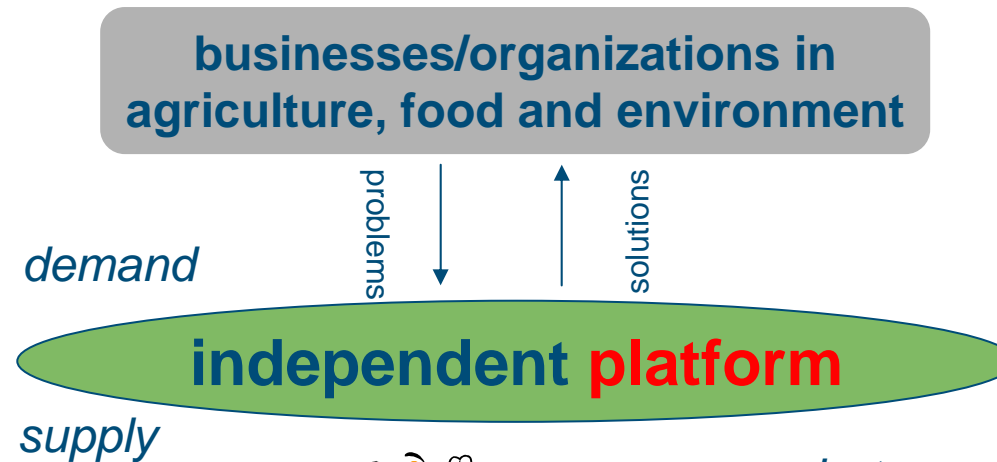 businesses/organizations in
agriculture, food and environment
problems
solutions
demand
independent platform
supply